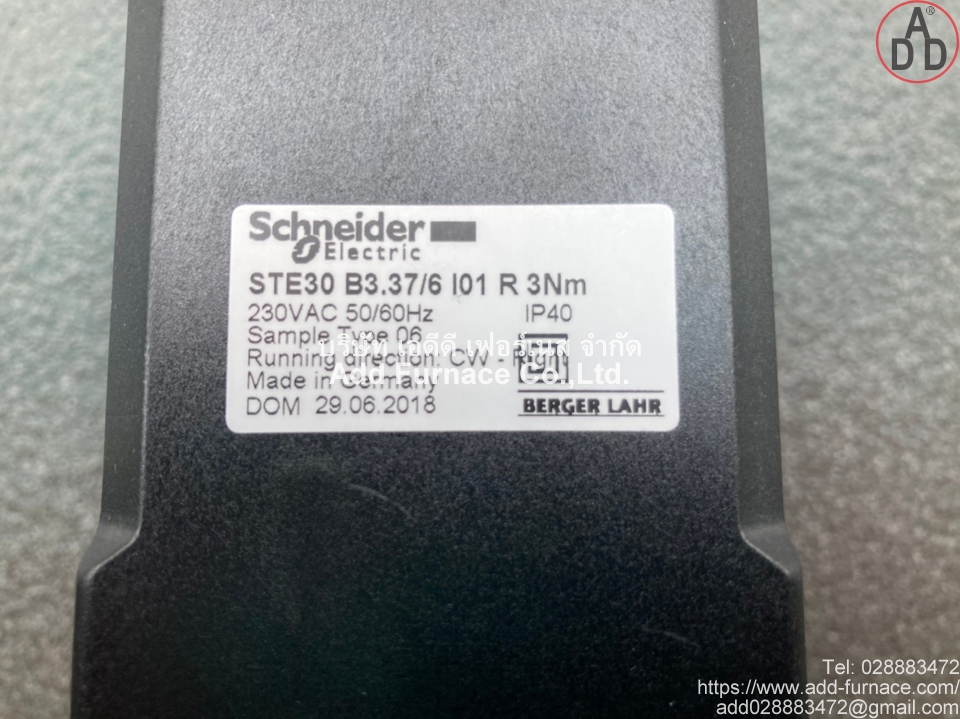 ADD®
Schneider
Electric
STE30 B3.37/6 I01 R 3Nm
230VAC 50/60Hz IP40
Sample Type 06
บริษัท เอดีดี เฟอร์เนส จำกัด
Running direction: CW - Right
Add Furnace Co.,Ltd.
Made in Germany
DOM 29.06.2018 BERGER LAHR
Tel: 028883472
https://www.add-furnace.com
add028883472@gmail.com